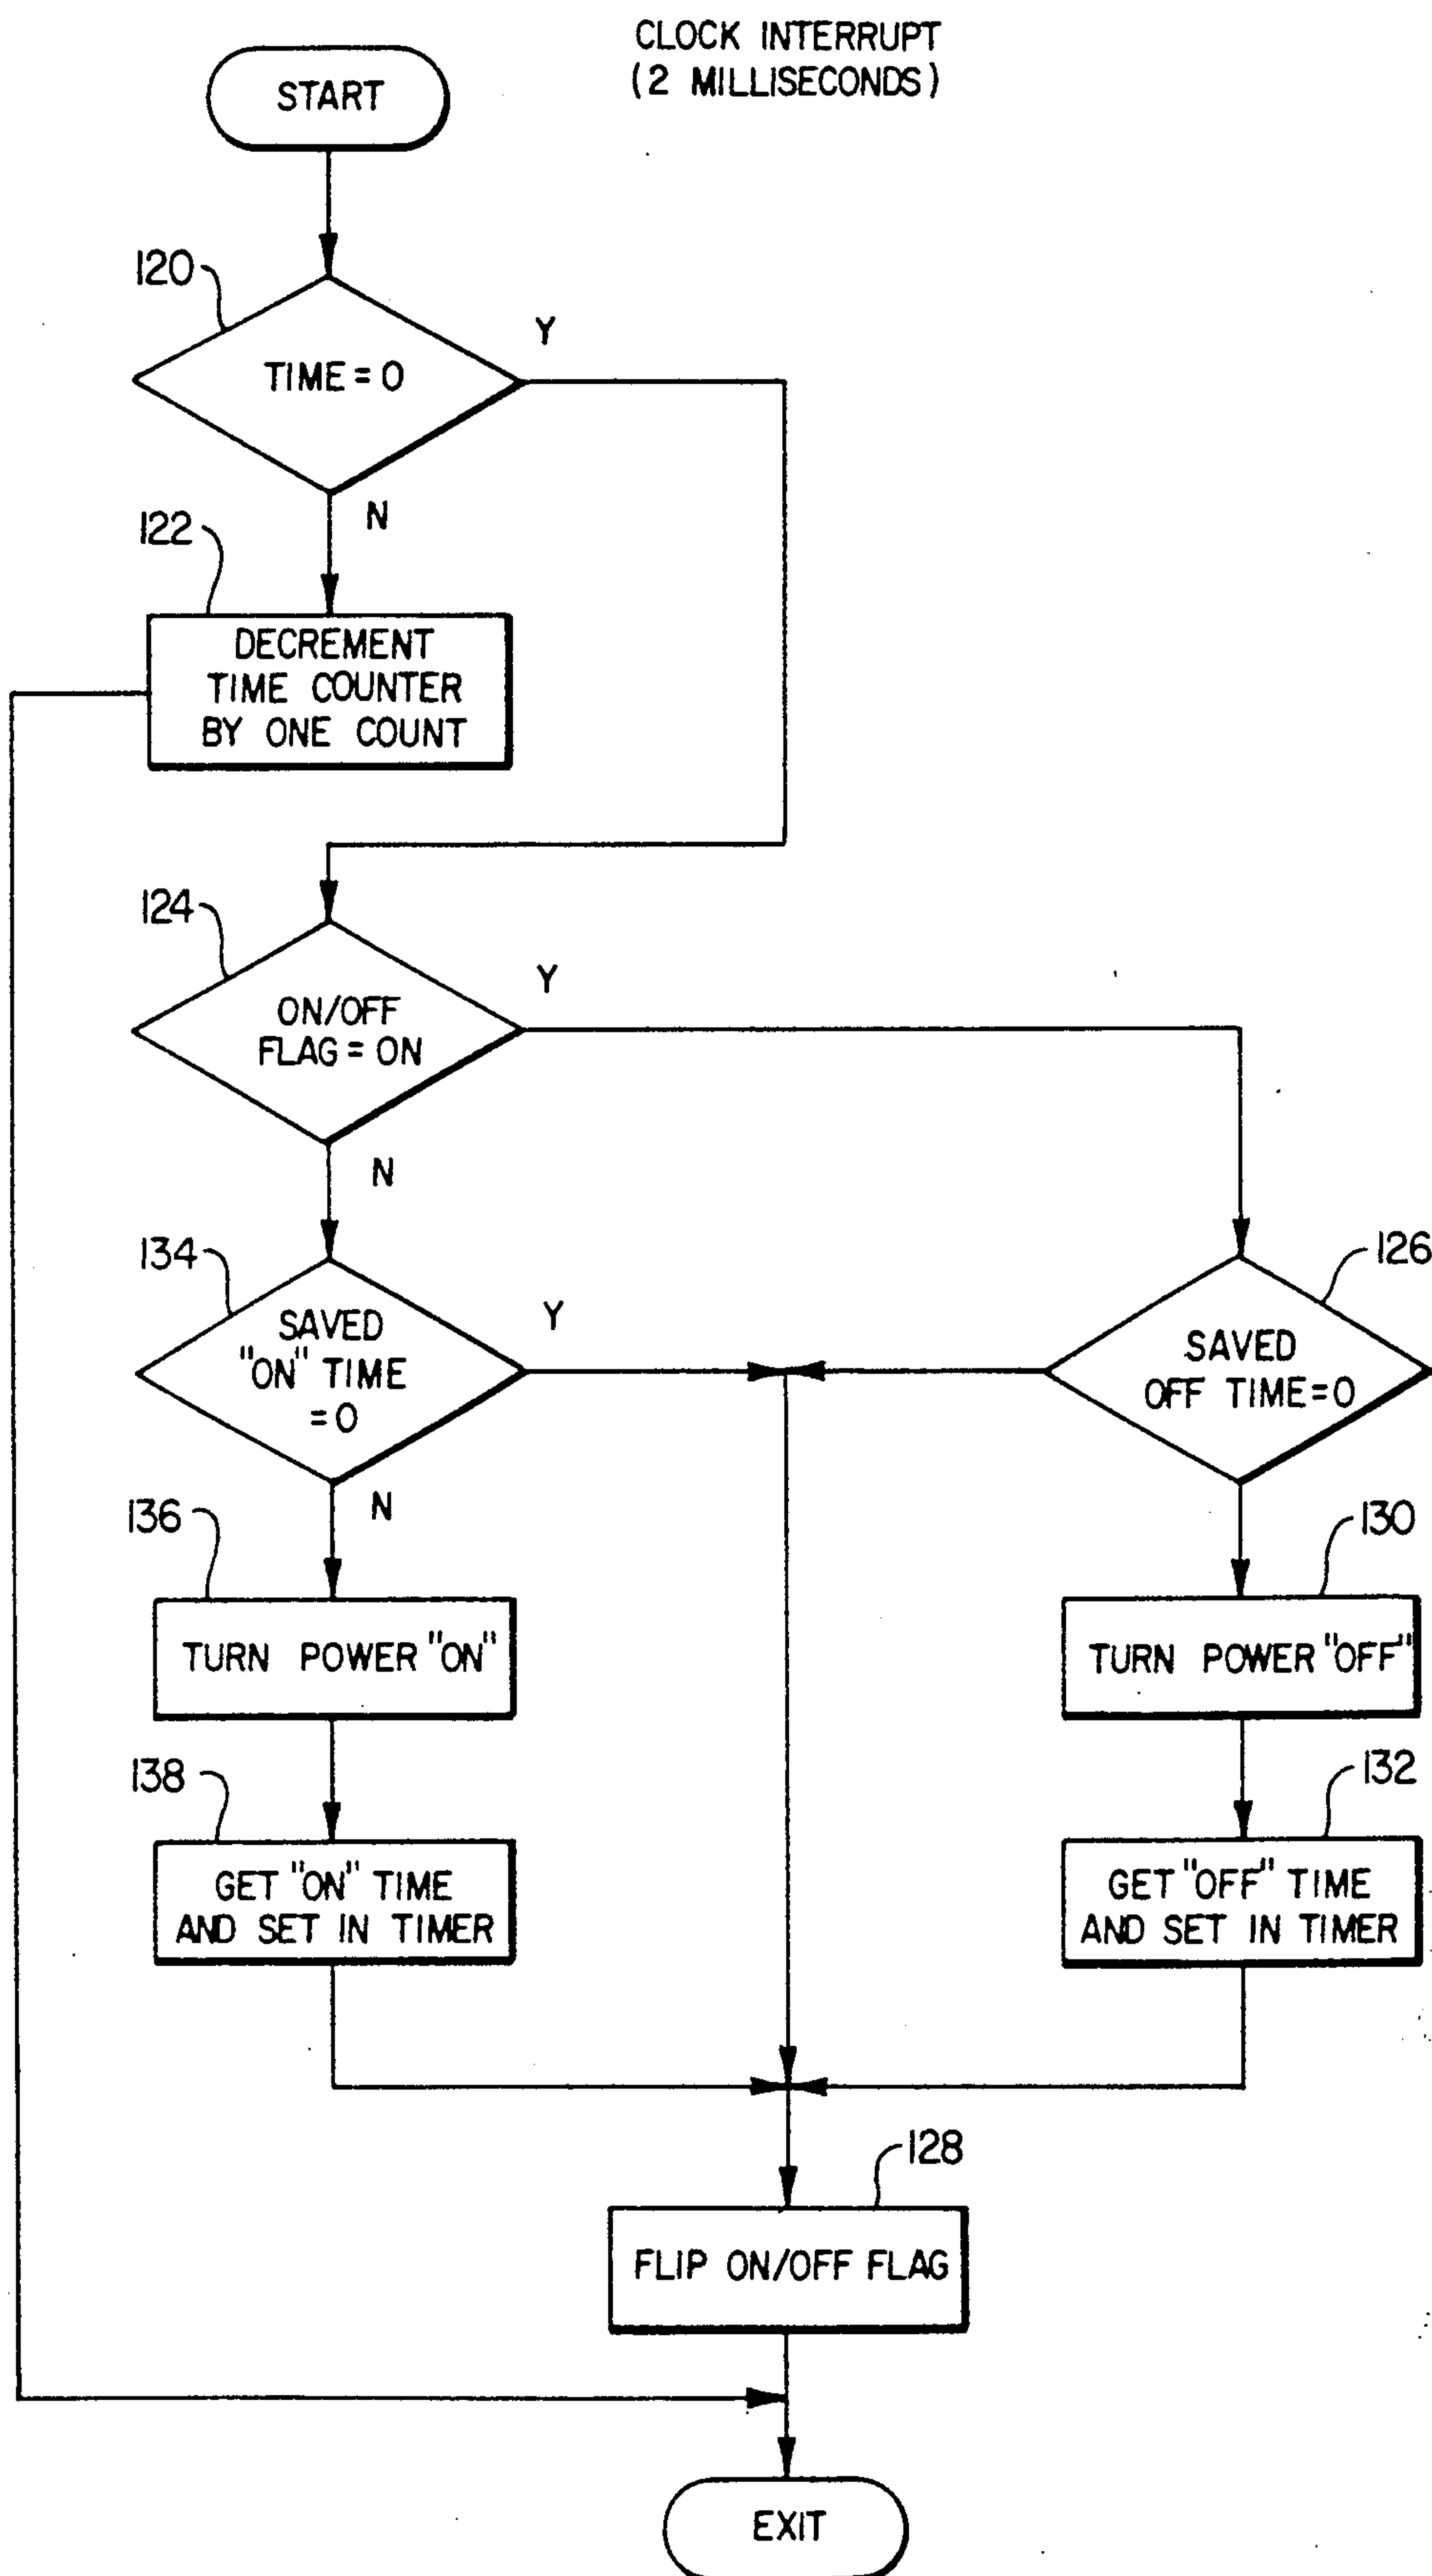 CLOCK INTERRUPT
(2 MILLISECONDS)
START
120
TIME = 0
Y
N
122
DECREMENT
TIME COUNTER
BY ONE COUNT
124
ON/OFF
FLAG = ON
Y
N
134
SAVED
"ON" TIME
= 0
Y
N
126
SAVED
OFF TIME = 0
136
TURN POWER "ON"
130
TURN POWER "OFF"
138
GET "ON" TIME
AND SET IN TIMER
132
GET "OFF" TIME
AND SET IN TIMER
128
FLIP ON/OFF FLAG
EXIT